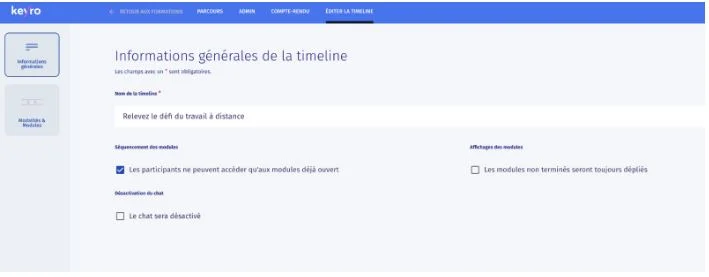 keyro
← RETOUR AUX FORMATIONS PARCOURS ADMIN COMPTE-RENDU ÉDITER LA TIMELINE
Informations générales
Modalités & Modules
Informations générales de la timeline
Les champs avec un * sont obligatoires.
Nom de la timeline *
Relevez le défi du travail à distance
Séquencement des modules
Affichages des modules
Les participants ne peuvent accéder qu'aux modules déjà ouvert
Les modules non terminés seront toujours dépliés
Désactivation du chat
Le chat sera désactivé